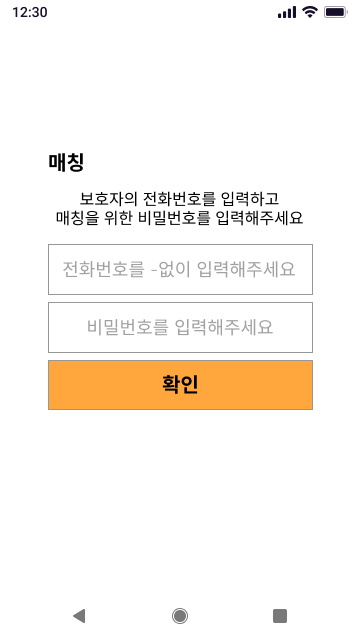 12:30
매칭
보호자의 전화번호를 입력하고
매칭을 위한 비밀번호를 입력해주세요
전화번호를 -없이 입력해주세요
비밀번호를 입력해주세요
확인